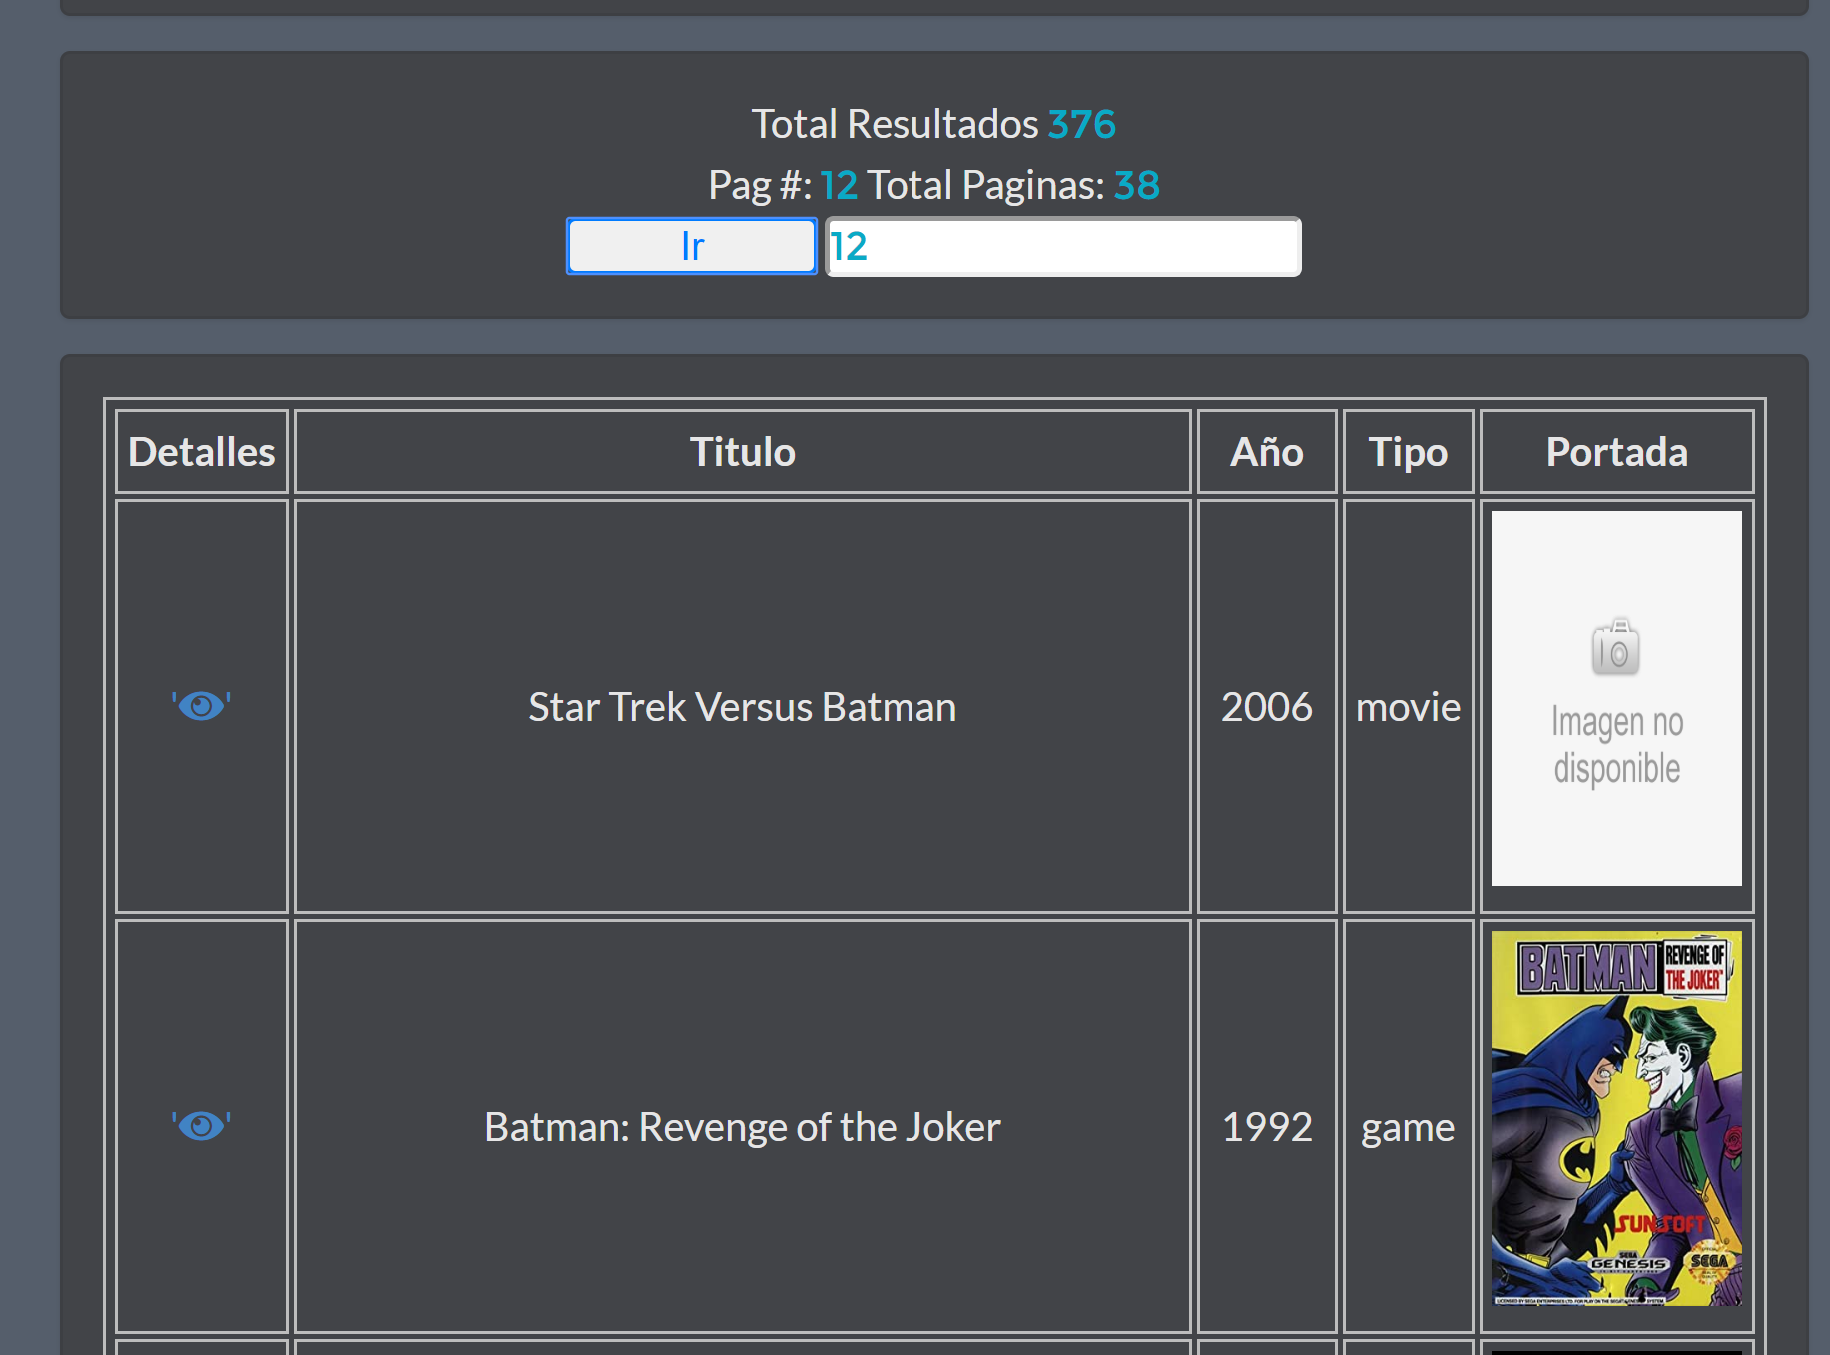 Total Resultados 376
Pag #: 12 Total Paginas: 38
Ir 12
Detalles Titulo Año Tipo Portada
'' Star Trek Versus Batman 2006 movie
Imagen no
disponible
'' Batman: Revenge of the Joker 1992 game
BATMAN REVENGE OF
THE JOKER
SUNSOFT
SEGA
GENESIS
SEGA